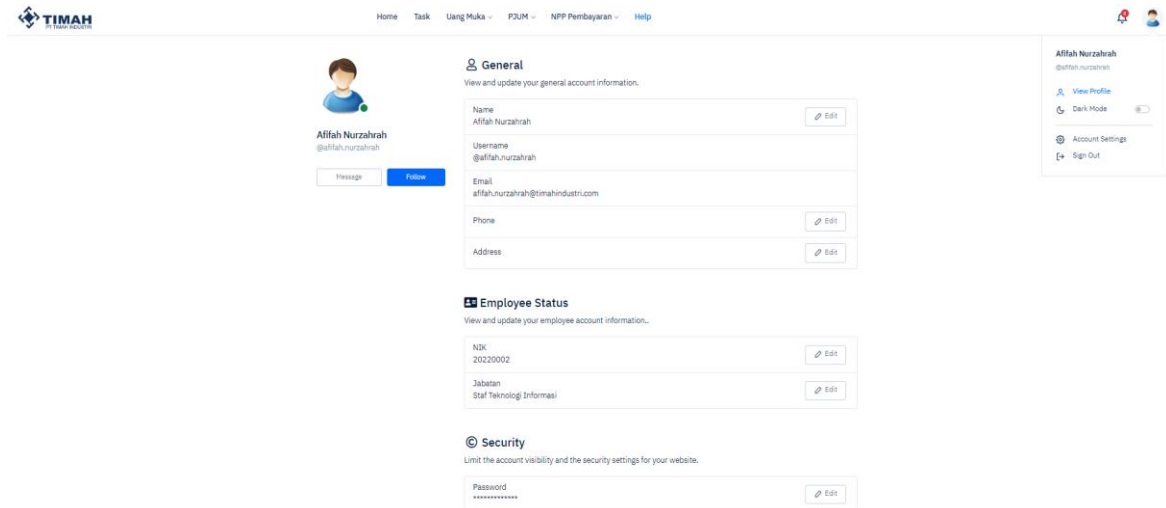 TIMAH
PT TIMAH INDUSTRI
Home Task Uang Muka PJUM NPP Pembayaran Help
Afifah Nurzahrah
@afifah.nurzahrah
View Profile
Dark Mode
Account Settings
Sign Out
Afifah Nurzahrah
@afifah.nurzahrah
Message Follow
General
View and update your general account information.
Name
Afifah Nurzahrah
Edit
Username
@afifah.nurzahrah
Email
afifah.nurzahrah@timahindustri.com
Phone
Edit
Address
Edit
Employee Status
View and update your employee account information..
NIK
20220002
Edit
Jabatan
Staf Teknologi Informasi
Edit
Security
Limit the account visibility and the security settings for your website.
Password
*************
Edit